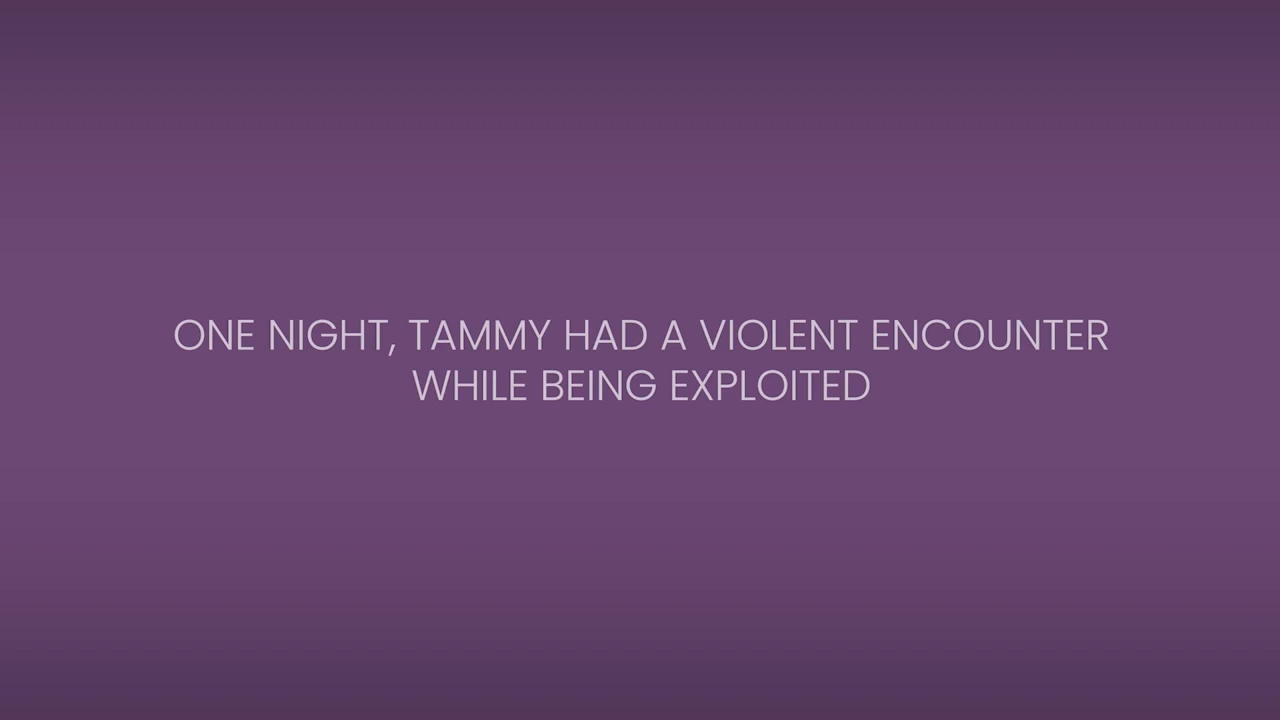 ONE NIGHT, TAMMY HAD A VIOLENT ENCOUNTER
WHILE BEING EXPLOITED